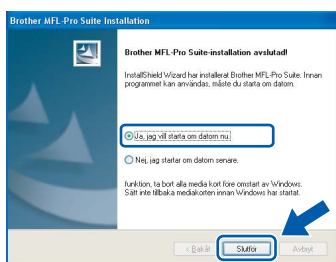 Brother MFL-Pro Suite Installation
Brother MFL-Pro Suite-installation avslutad!
InstallShield Wizard har installerat Brother MFL-Pro Suite. Innan
programmet kan användas, måste du starta om datorn.
Ja, jag vill starta om datorn nu.
Nej, jag startar om datorn senare.
funktion, ta bort alla media kort före omstart av Windows.
Sätt inte tillbaka mediakorten innan Windows har startat.
< Bakåt
Slutför
Avbryt